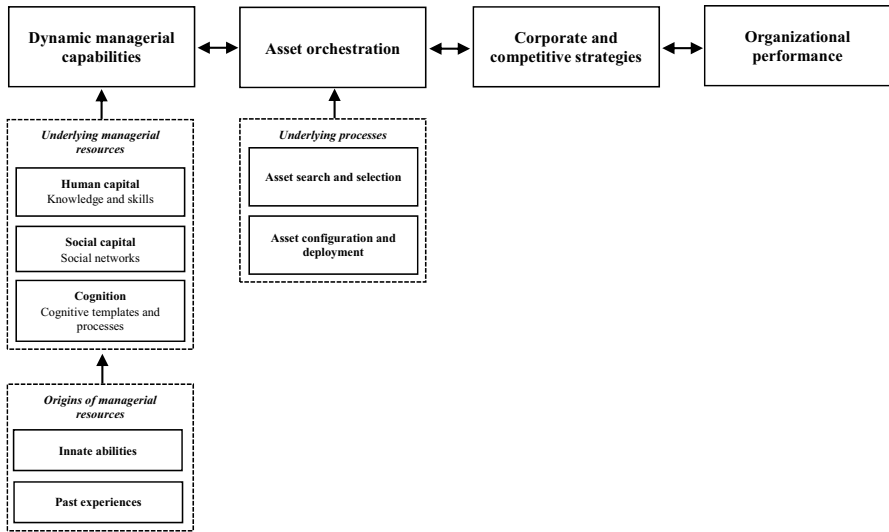 Dynamic managerial
capabilities
Asset orchestration
Corporate and
competitive strategies
Organizational
performance
Underlying managerial
resources
Human capital
Knowledge and skills
Social capital
Social networks
Cognition
Cognitive templates and
processes
Underlying processes
Asset search and selection
Asset configuration and
deployment
Origins of managerial
resources
Innate abilities
Past experiences